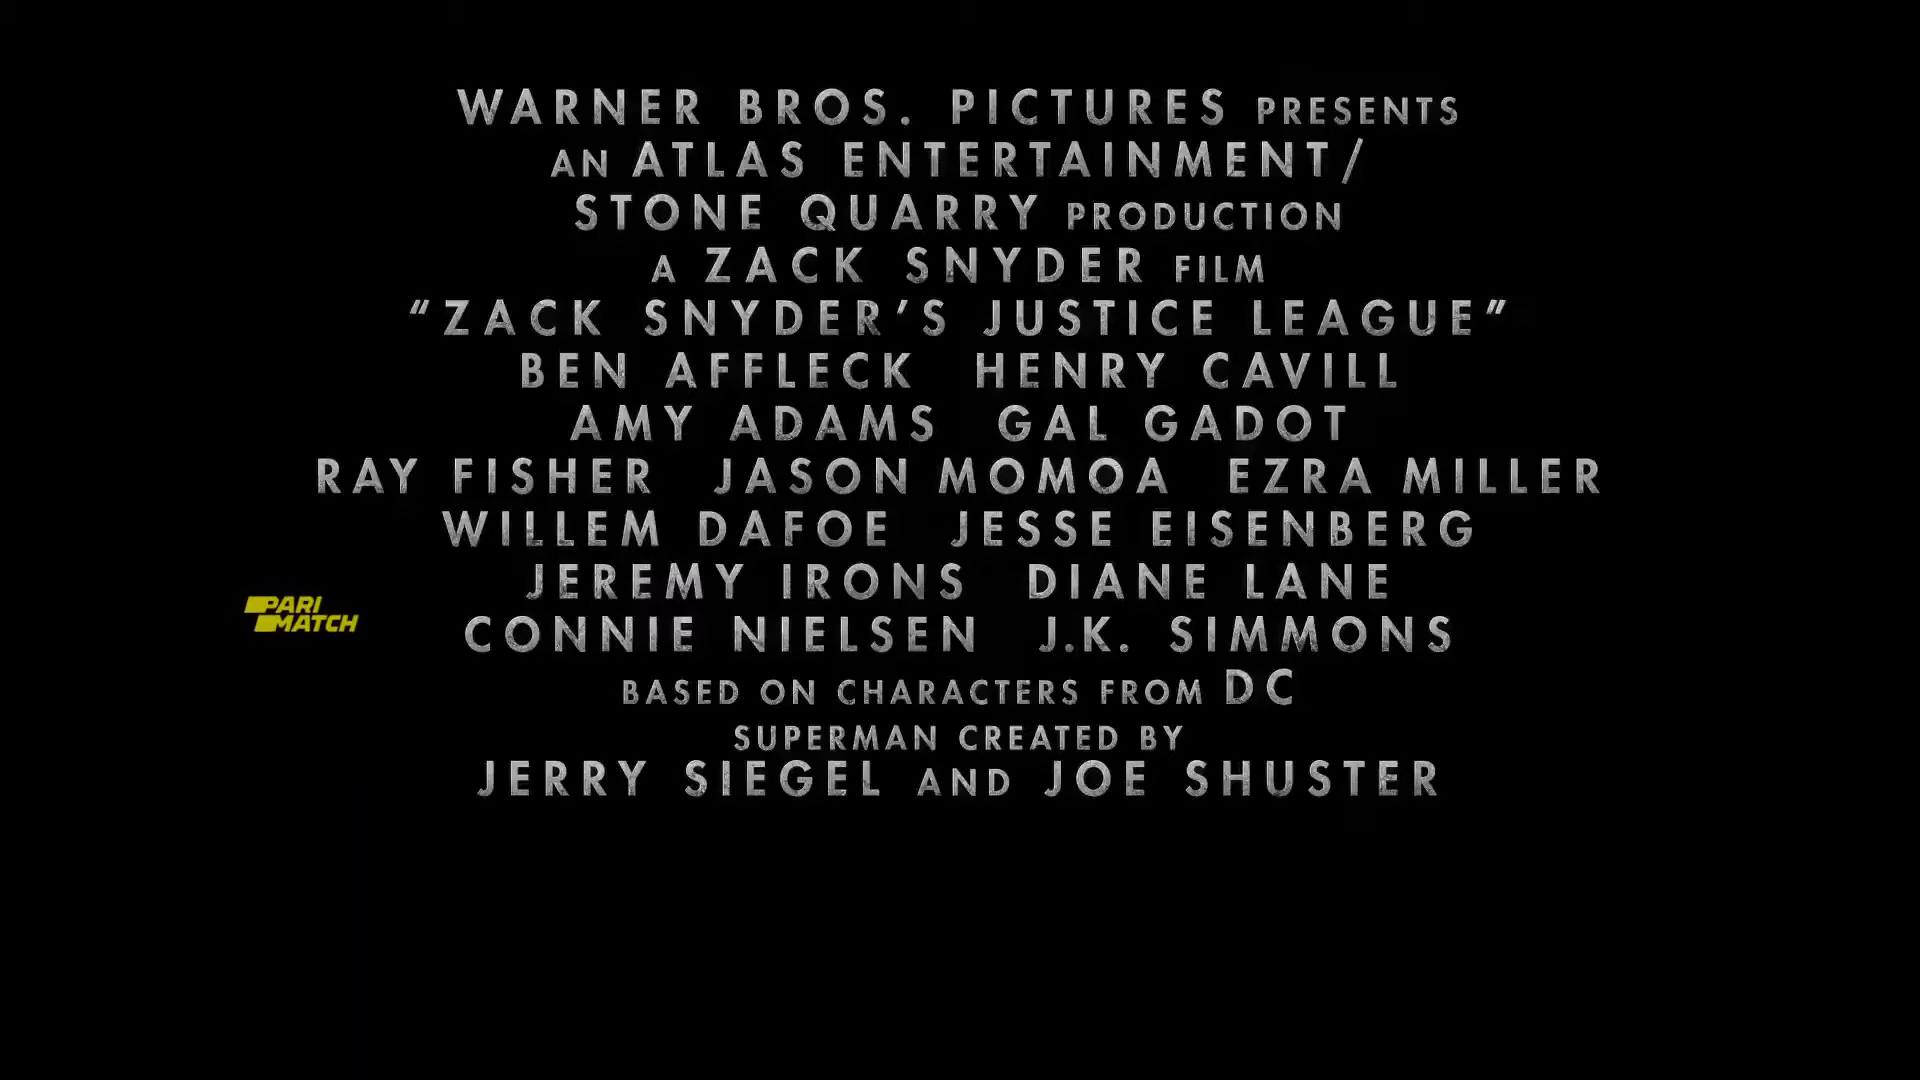 WARNER BROS. PICTURES PRESENTS
AN ATLAS ENTERTAINMENT/
STONE QUARRY PRODUCTION
A ZACK SNYDER FILM
“ZACK SNYDER’S JUSTICE LEAGUE”
BEN AFFLECK HENRY CAVILL
AMY ADAMS GAL GADOT
RAY FISHER JASON MOMOA EZRA MILLER
WILLEM DAFOE JESSE EISENBERG
JEREMY IRONS DIANE LANE
PARI
MATCH
CONNIE NIELSEN J.K. SIMMONS
BASED ON CHARACTERS FROM DC
SUPERMAN CREATED BY
JERRY SIEGEL AND JOE SHUSTER